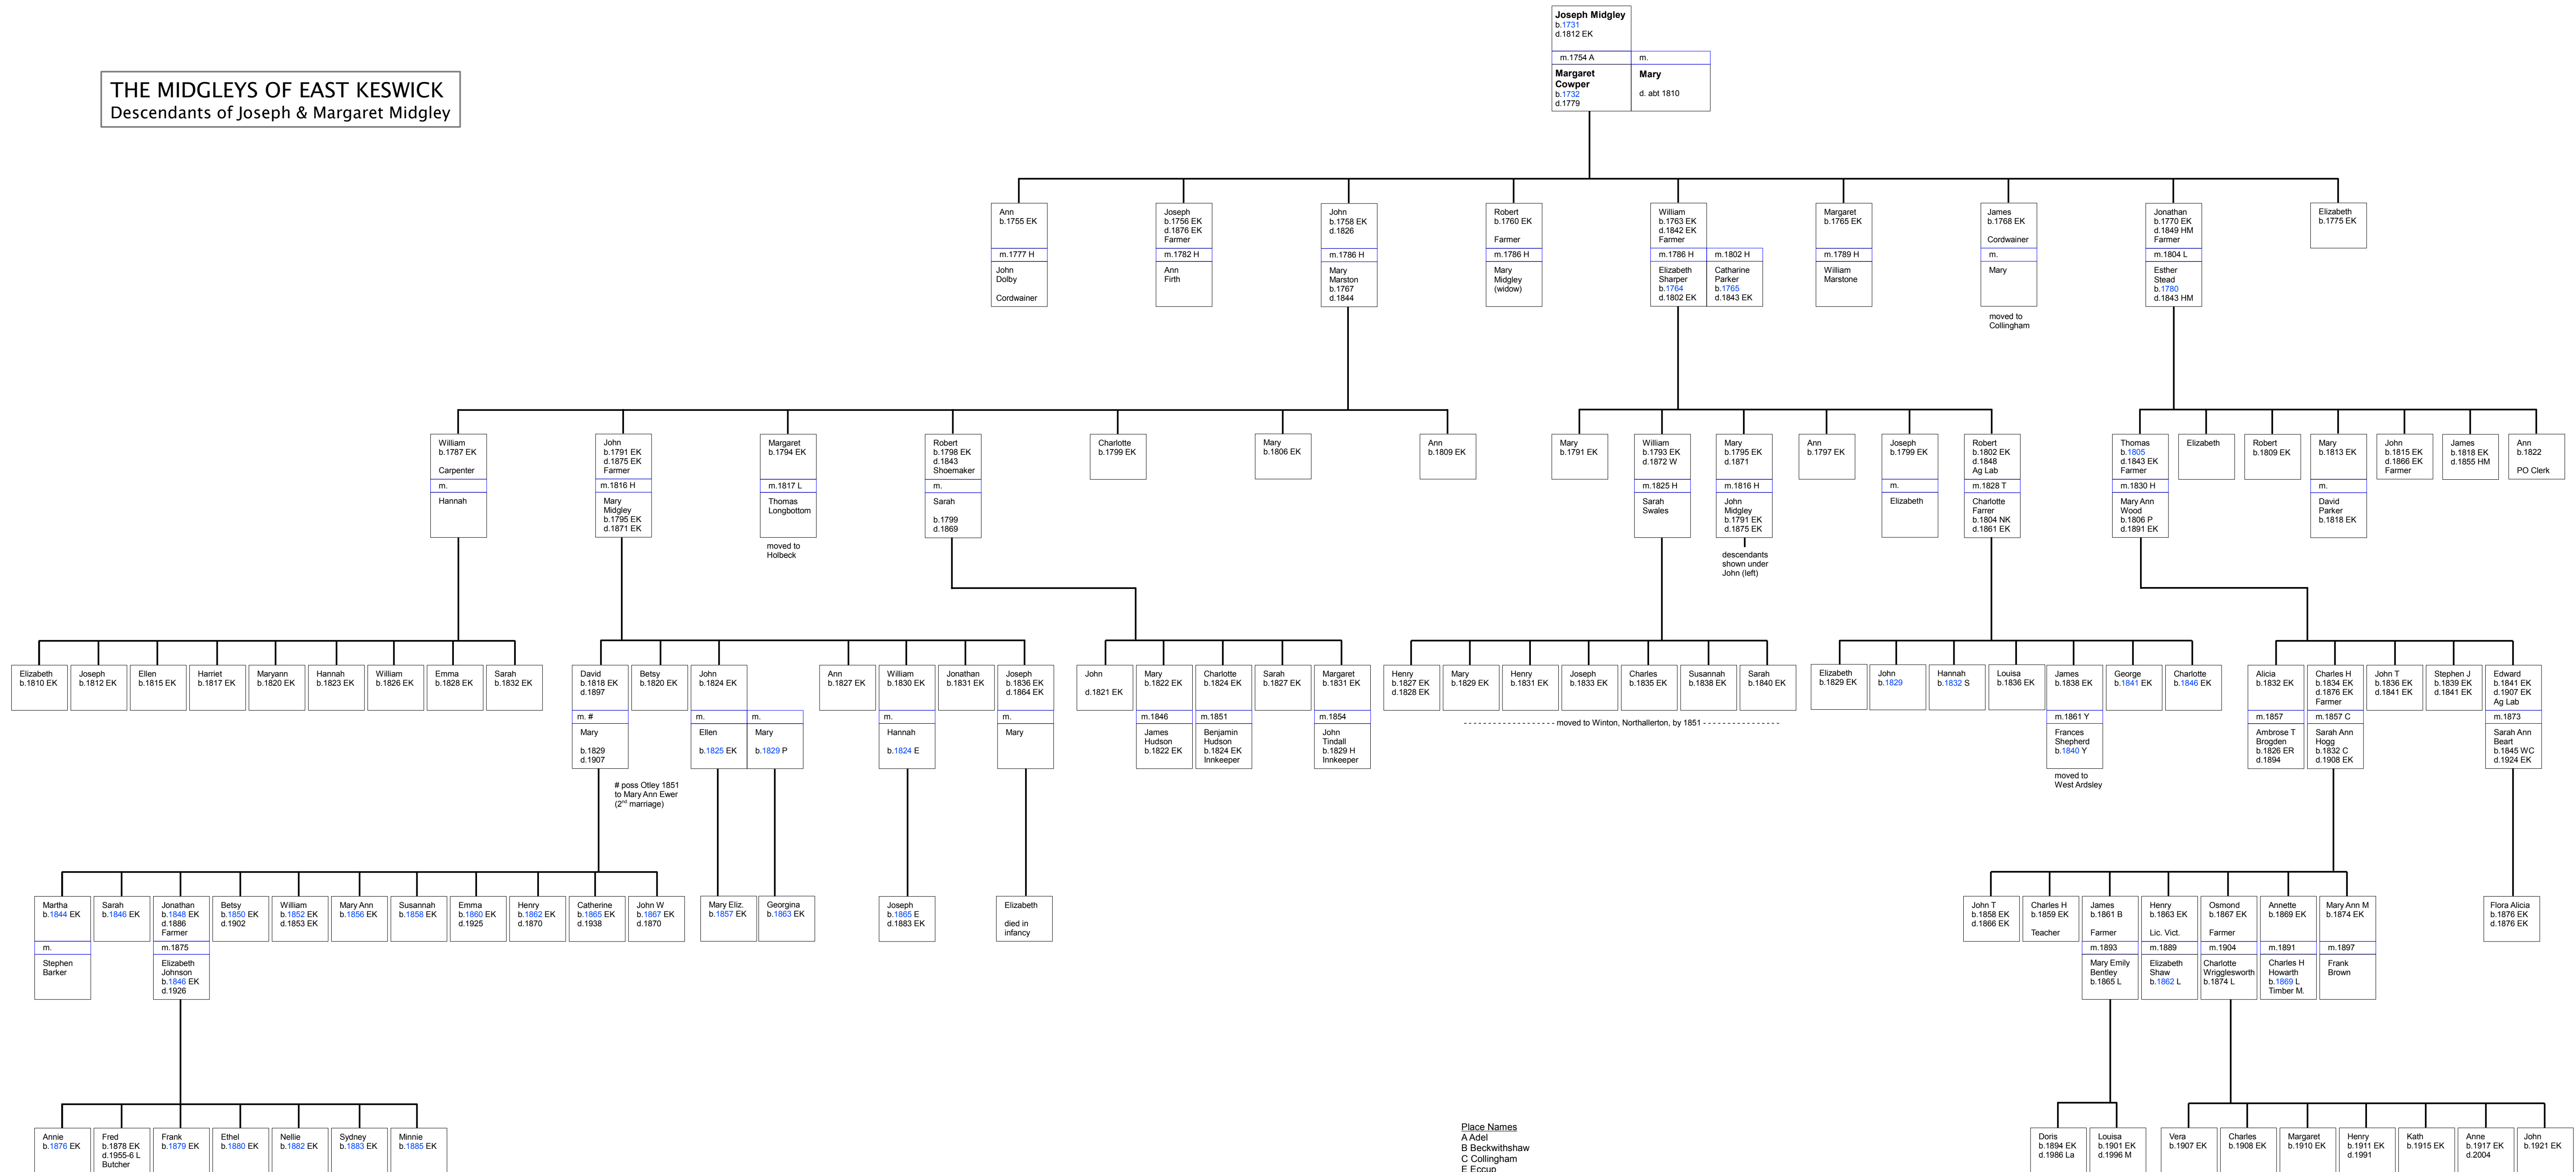 THE MIDGLEYS OF EAST KESWICK
Descendants of Joseph & Margaret Midgley
Joseph Midgley
b.1731
d.1812 EK
m.1754 A
Margaret
Cowper
b.1732
d.1779
m.
Mary
d. abt 1810
Ann
b.1755 EK
m.1777 H
John
Dolby
Cordwainer
Joseph
b.1756 EK
d.1876 EK
Farmer
m.1782 H
Ann
Firth
John
b.1758 EK
d.1826
m.1786 H
Mary
Marston
b.1767
d.1844
Robert
b.1760 EK
Farmer
m.1786 H
Mary
Midgley
(widow)
William
b.1763 EK
d.1842 EK
Farmer
m.1786 H
Elizabeth
Sharper
b.1764
d.1802 EK
m.1802 H
Catharine
Parker
b.1765
d.1843 EK
Margaret
b.1765 EK
m.1789 H
William
Marstone
James
b.1768 EK
Cordwainer
m.
Mary
moved to
Collingham
Jonathan
b.1770 EK
d.1849 HM
Farmer
m.1804 L
Esther
Stead
b.1780
d.1843 HM
Elizabeth
b.1775 EK
William
b.1787 EK
Carpenter
m.
Hannah
John
b.1791 EK
d.1875 EK
Farmer
m.1816 H
Mary
Midgley
b.1795 EK
d.1871 EK
Margaret
b.1794 EK
m.1817 L
Thomas
Longbottom
moved to
Holbeck
Robert
b.1798 EK
d.1843
Shoemaker
m.
Sarah
b.1799
d.1869
Charlotte
b.1799 EK
Mary
b.1806 EK
Ann
b.1809 EK
Mary
b.1791 EK
William
b.1793 EK
d.1872 W
m.1825 H
Sarah
Swales
Mary
b.1795 EK
d.1871
m.1816 H
John
Midgley
b.1791 EK
d.1875 EK
descendants
shown under
John (left)
Ann
b.1797 EK
Joseph
b.1799 EK
m.
Elizabeth
Robert
b.1802 EK
d.1848
Ag Lab
m.1828 T
Charlotte
Farrer
b.1804 NK
d.1861 EK
Thomas
b.1805
d.1843 EK
Farmer
m.1830 H
Mary Ann
Wood
b.1806 P
d.1891 EK
Elizabeth
Robert
b.1809 EK
Mary
b.1813 EK
m.
David
Parker
b.1818 EK
John
b.1815 EK
d.1866 EK
Farmer
James
b.1818 EK
d.1855 HM
Ann
b.1822
PO Clerk
Elizabeth
b.1810 EK
Joseph
b.1812 EK
Ellen
b.1815 EK
Harriet
b.1817 EK
Maryann
b.1820 EK
Hannah
b.1823 EK
William
b.1826 EK
Emma
b.1828 EK
Sarah
b.1832 EK
David
b.1818 EK
d.1897
m. #
Mary
b.1829
d.1907
# poss Otley 1851
to Mary Ann Ewer
(2nd marriage)
Betsy
b.1820 EK
John
b.1824 EK
m.
Ellen
b.1825 EK
m.
Mary
b.1829 P
Ann
b.1827 EK
William
b.1830 EK
m.
Hannah
b.1824 E
Jonathan
b.1831 EK
Joseph
b.1836 EK
d.1864 EK
m.
Mary
John
d.1821 EK
Mary
b.1822 EK
m.1846
James
Hudson
b.1822 EK
Charlotte
b.1824 EK
m.1851
Benjamin
Hudson
b.1824 EK
Innkeeper
Sarah
b.1827 EK
Margaret
b.1831 EK
m.1854
John
Tindall
b.1829 H
Innkeeper
Henry
b.1827 EK
d.1828 EK
Mary
b.1829 EK
Henry
b.1831 EK
Joseph
b.1833 EK
Charles
b.1835 EK
Susannah
b.1838 EK
Sarah
b.1840 EK
- - - - - - - - - - - - - - - - - - - moved to Winton, Northallerton, by 1851 - - - - - - - - - - - - - - - -
Elizabeth
b.1829 EK
John
b.1829
Hannah
b.1832 S
Louisa
b.1836 EK
James
b.1838 EK
m.1861 Y
Frances
Shepherd
b.1840 Y
moved to
West Ardsley
George
b.1841 EK
Charlotte
b.1846 EK
Alicia
b.1832 EK
m.1857
Ambrose T
Brogden
b.1826 ER
d.1894
Charles H
b.1834 EK
d.1876 EK
Farmer
m.1857 C
Sarah Ann
Hogg
b.1832 C
d.1908 EK
John T
b.1836 EK
d.1841 EK
Stephen J
b.1839 EK
d.1841 EK
Edward
b.1841 EK
d.1907 EK
Ag Lab
m.1873
Sarah Ann
Beart
b.1845 WC
d.1924 EK
Martha
b.1844 EK
m.
Stephen
Barker
Sarah
b.1846 EK
Jonathan
b.1848 EK
d.1886
Farmer
m.1875
Elizabeth
Johnson
b.1846 EK
d.1926
Betsy
b.1850 EK
d.1902
William
b.1852 EK
d.1853 EK
Mary Ann
b.1856 EK
Susannah
b.1858 EK
Emma
b.1860 EK
d.1925
Henry
b.1862 EK
d.1870
Catherine
b.1865 EK
d.1938
John W
b.1867 EK
d.1870
Mary Eliz.
b.1857 EK
Georgina
b.1863 EK
Joseph
b.1865 E
d.1883 EK
Elizabeth
died in
infancy
John T
b.1858 EK
d.1866 EK
Charles H
b.1859 EK
Teacher
James
b.1861 B
Farmer
m.1893
Mary Emily
Bentley
b.1865 L
Henry
b.1863 EK
Lic. Vict.
m.1889
Elizabeth
Shaw
b.1862 L
Osmond
b.1867 EK
Farmer
m.1904
Charlotte
Wrigglesworth
b.1874 L
Annette
b.1869 EK
m.1891
Charles H
Howarth
b.1869 L
Timber M.
Mary Ann M
b.1874 EK
m.1897
Frank
Brown
Flora Alicia
b.1876 EK
d.1876 EK
Annie
b.1876 EK
Fred
b.1878 EK
d.1955-6 L
Butcher
Frank
b.1879 EK
Ethel
b.1880 EK
Nellie
b.1882 EK
Sydney
b.1883 EK
Minnie
b.1885 EK
Place Names
A Adel
B Beckwithshaw
C Collingham
E Eccup
Doris
b.1894 EK
d.1986 La
Louisa
b.1901 EK
d.1996 M
Vera
b.1907 EK
Charles
b.1908 EK
Margaret
b.1910 EK
Henry
b.1911 EK
d.1991
Kath
b.1915 EK
Anne
b.1917 EK
d.2004
John
b.1921 EK